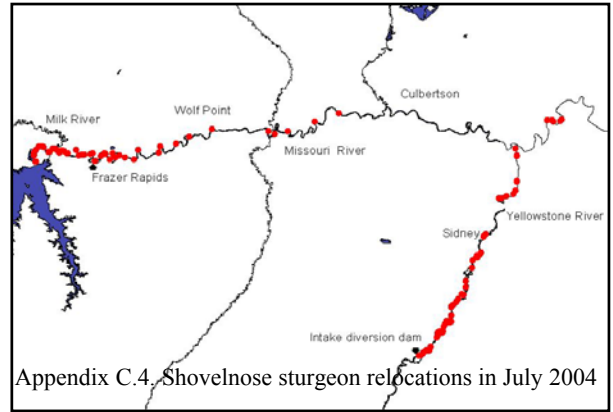 Culbertson
Wolf Point
Milk River
Missouri River
Frazer Rapids
Yellowstone River
Sidney
Intake diversion dam
Appendix C.4. Shovelnose sturgeon relocations in July 2004